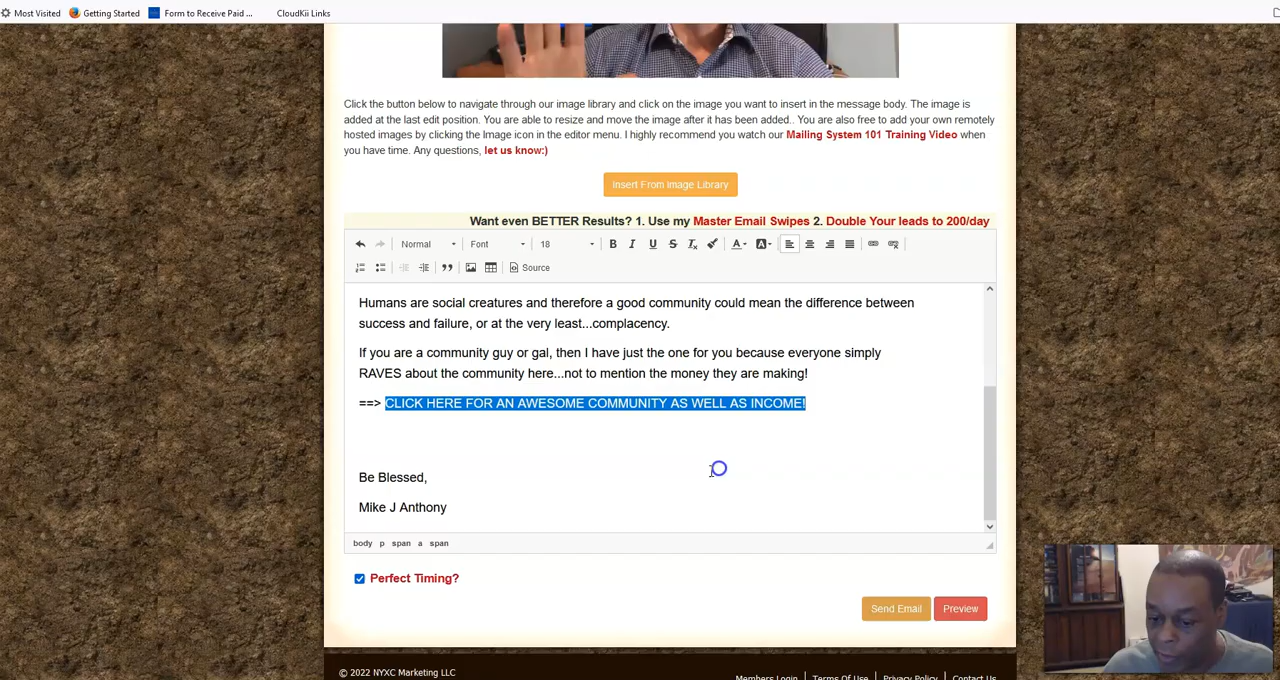 Most Visited Getting Started Form to Receive Paid ... CloudKii Links
Click the button below to navigate through our image library and click on the image you want to insert in the message body. The image is
added at the last edit position. You are able to resize and move the image after it has been added.. You are also free to add your own remotely
hosted images by clicking the Image icon in the editor menu. I highly recommend you watch our Mailing System 101 Training Video when
you have time. Any questions, let us know:)
Insert From Image Library
Want even BETTER Results? 1. Use my Master Email Swipes 2. Double Your leads to 200/day
Normal Font 18 B I U S Tx A A
Source
Humans are social creatures and therefore a good community could mean the difference between
success and failure, or at the very least...complacency.
If you are a community guy or gal, then I have just the one for you because everyone simply
RAVES about the community here...not to mention the money they are making!
==> CLICK HERE FOR AN AWESOME COMMUNITY AS WELL AS INCOME!
Be Blessed,
Mike J Anthony
body p span a span
Perfect Timing?
Send Email Preview
© 2022 NYXC Marketing LLC
Members Login | Terms Of Use | Privacy Policy | Contact Us